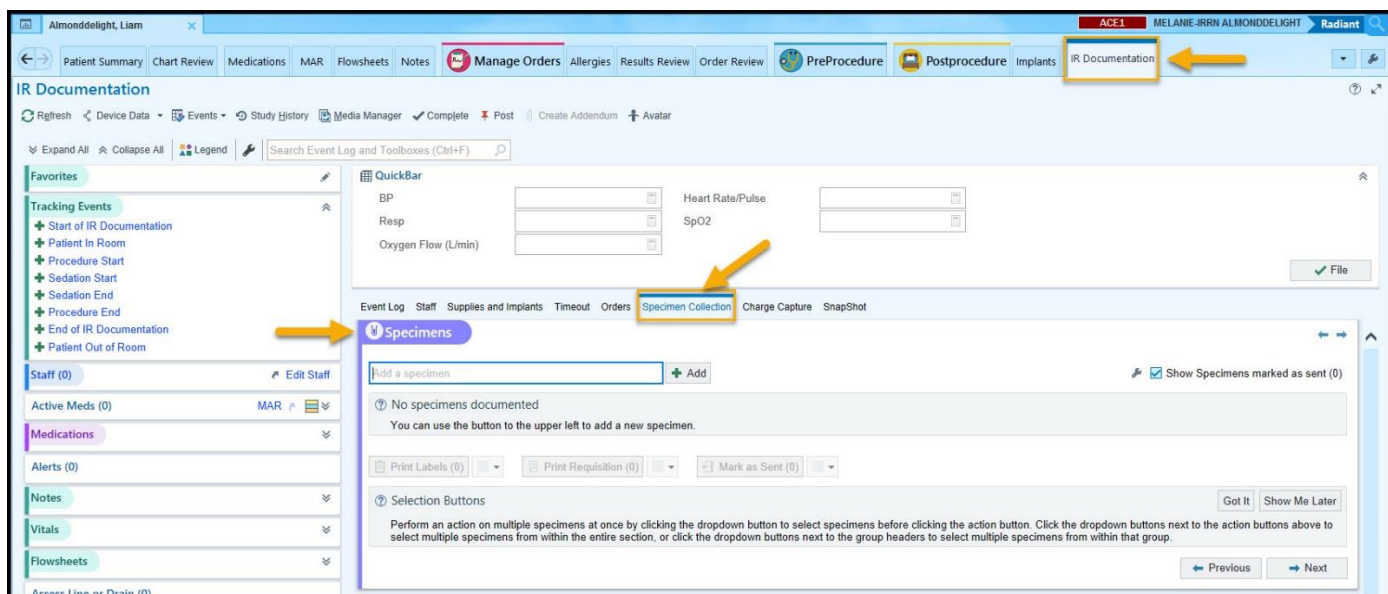 Almonddelight, Liam ACE1 MELANIE-IRRN ALMONDDELIGHT Radiant
Patient Summary Chart Review Medications MAR Flowsheets Notes Manage Orders Allergies Results Review Order Review PreProcedure Postprocedure Implants IR Documentation
IR Documentation
Refresh Device Data Events Study History Media Manager Complete Post Create Addendum Avatar
Expand All Collapse All Legend Search Event Log and Toolboxes (Ctrl+F)
Favorites
Tracking Events
Start of IR Documentation
Patient In Room
Procedure Start
Sedation Start
Sedation End
Procedure End
End of IR Documentation
Patient Out of Room
Staff (0) Edit Staff
Active Meds (0) MAR
Medications
Alerts (0)
Notes
Vitals
Flowsheets
Access Line or Drain (0)
QuickBar
BP Heart Rate/Pulse
Resp SpO2
Oxygen Flow (L/min)
File
Event Log Staff Supplies and Implants Timeout Orders Specimen Collection Charge Capture SnapShot
Specimens
Add a specimen Add Show Specimens marked as sent (0)
No specimens documented
You can use the button to the upper left to add a new specimen.
Print Labels (0) Print Requisition (0) Mark as Sent (0)
Selection Buttons Got It Show Me Later
Perform an action on multiple specimens at once by clicking the dropdown button to select specimens before clicking the action button. Click the dropdown buttons next to the action buttons above to
select multiple specimens from within the entire section, or click the dropdown buttons next to the group headers to select multiple specimens from within that group.
Previous Next